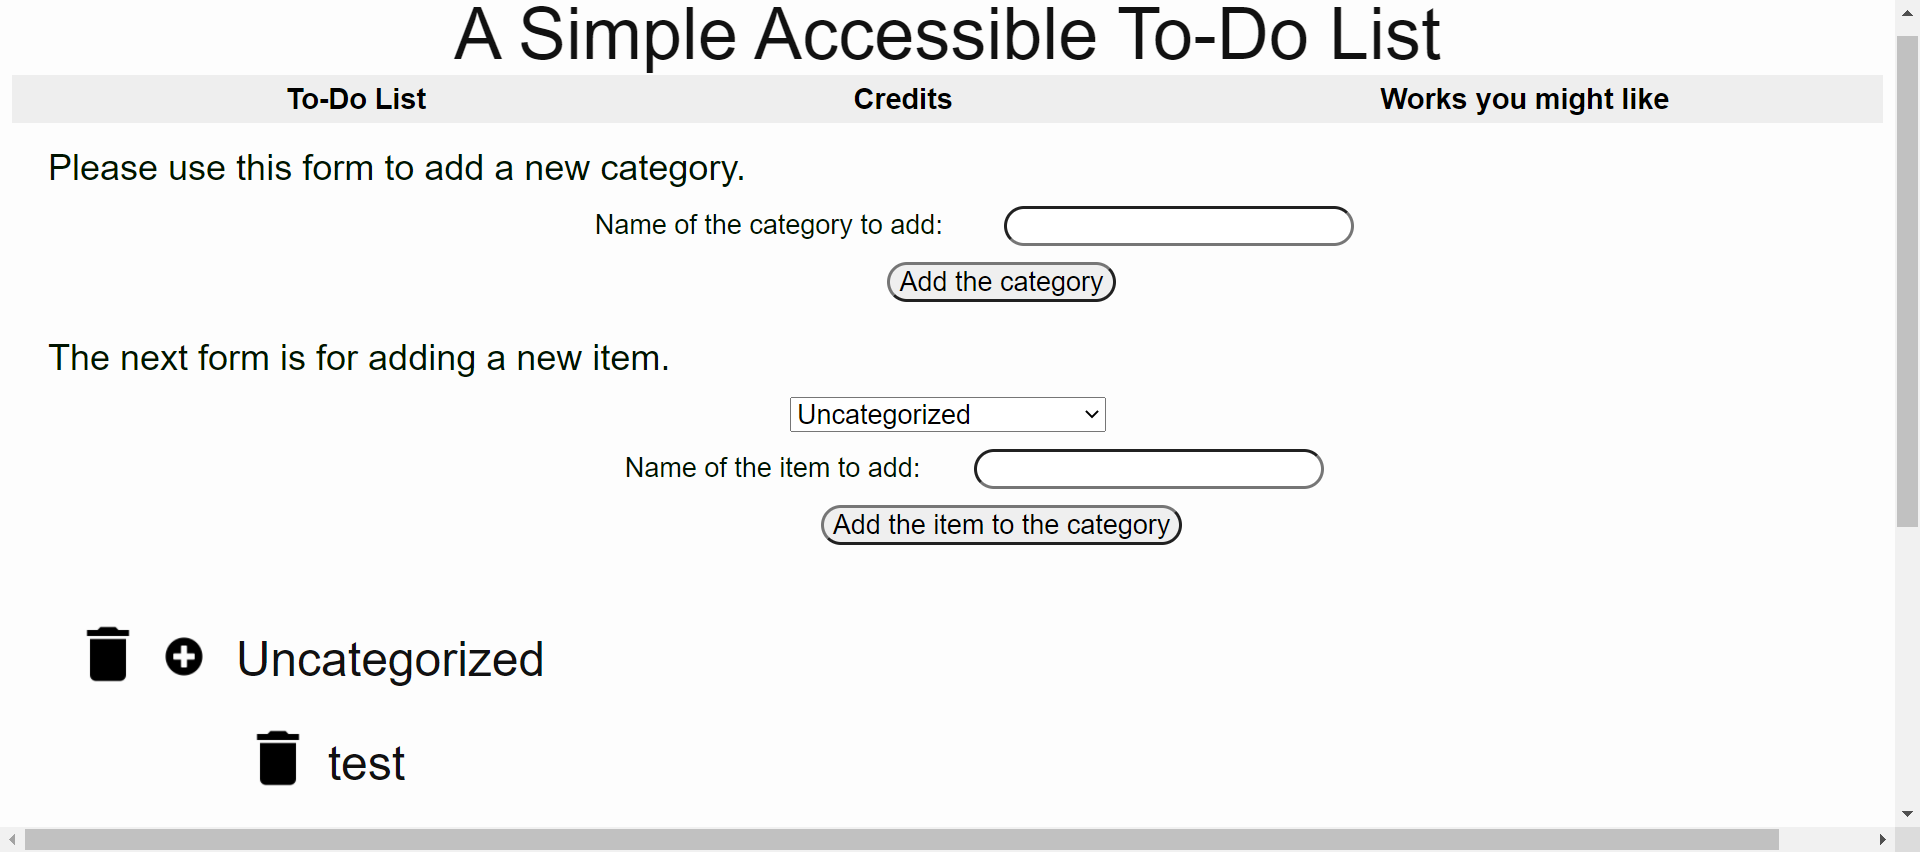 A Simple Accessible To-Do List
To-Do List Credits Works you might like
Please use this form to add a new category.
Name of the category to add:
Add the category
The next form is for adding a new item.
Uncategorized
Name of the item to add:
Add the item to the category
Uncategorized
test